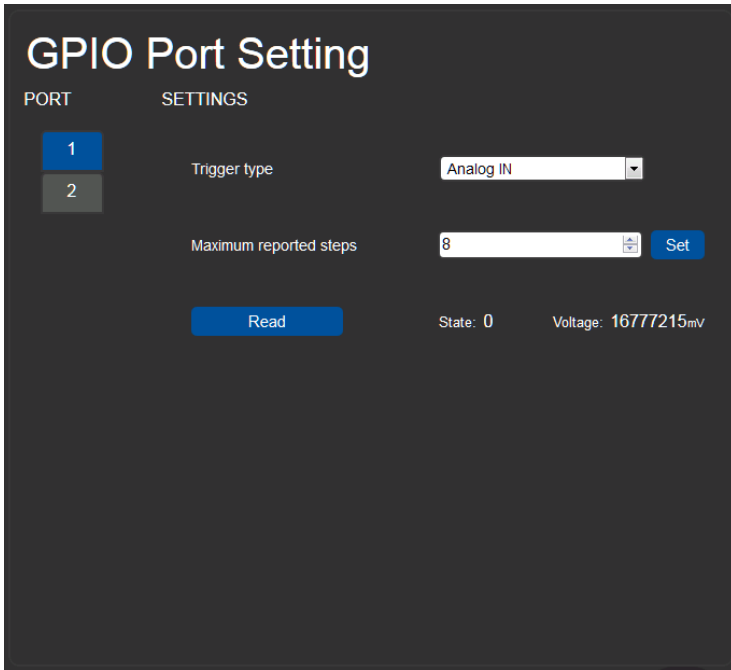 GPIO Port Setting
PORT SETTINGS
1
Trigger type Analog IN
2
Maximum reported steps 8 Set
Read State: 0 Voltage: 16777215mV